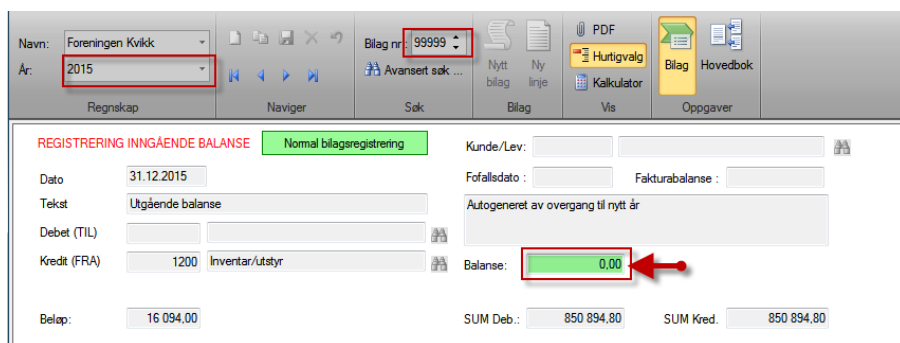 Navn: Foreningen Kvikk
År: 2015
Regnskap
Naviger
Bilag nr.: 99999
Avansert søk ...
Søk
Nytt bilag
Ny linje
Bilag
PDF
Hurtigvalg
Kalkulator
Vis
Bilag Hovedbok
Oppgaver
REGISTRERING INNGÅENDE BALANSE Normal bilagsregistrering
Dato 31.12.2015
Tekst Utgående balanse
Debet (TIL)
Kredit (FRA) 1200 Inventar/utstyr
Beløp: 16 094,00
Kunde/Lev:
Fofallsdato : Fakturabalanse :
Autogeneret av overgang til nytt år
Balanse: 0,00
SUM Deb.: 850 894,80 SUM Kred. 850 894,80